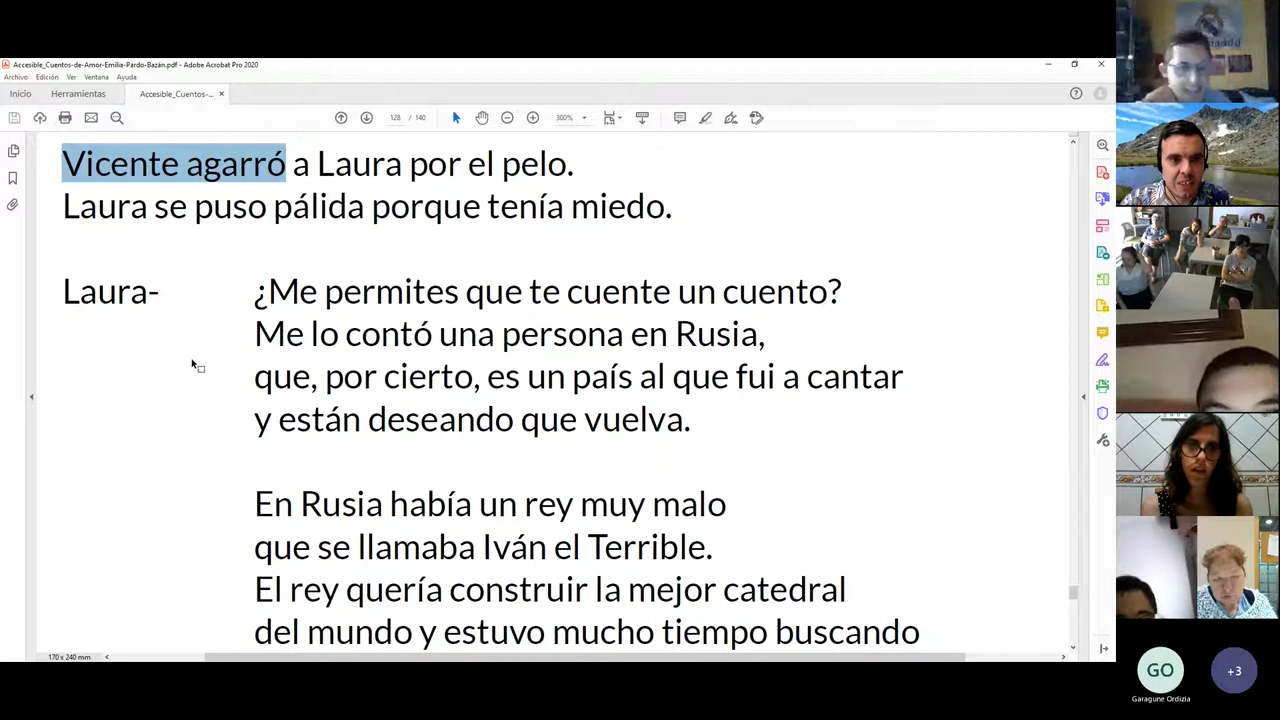 Accesible_Cuentos-de-Amor-Emilia-Pardo-Bazán.pdf - Adobe Acrobat Pro 2020
Archivo Edición Ver Ventana Ayuda
Inicio Herramientas Accesible_Cuentos-...
128 / 140 300%
Vicente agarró a Laura por el pelo.
Laura se puso pálida porque tenía miedo.
Laura- ¿Me permites que te cuente un cuento?
Me lo contó una persona en Rusia,
que, por cierto, es un país al que fui a cantar
y están deseando que vuelva.
En Rusia había un rey muy malo
que se llamaba Iván el Terrible.
El rey quería construir la mejor catedral
del mundo y estuvo mucho tiempo buscando
170 x 240 mm
GO +3
Garagune Ordizia